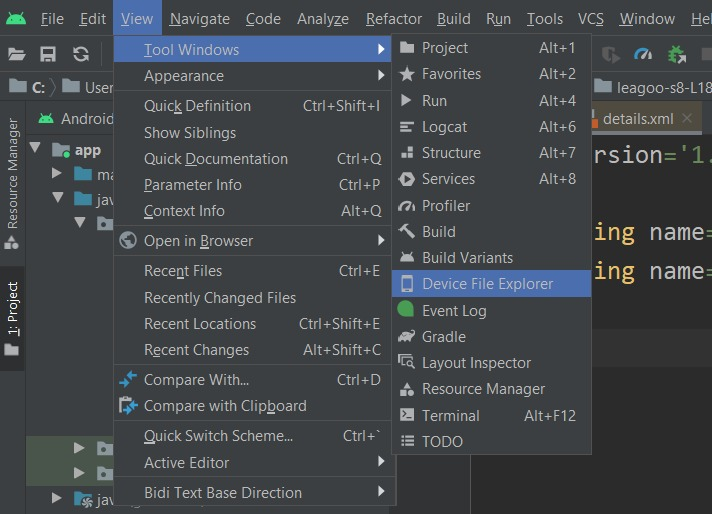 File Edit View Navigate Code Analyze Refactor Build Run Tools VCS Window
C: User
leagoo-s8-L18
Android
details.xml
app
Resource Manager
1: Project
Tool Windows
Appearance
Quick Definition Ctrl+Shift+I
Show Siblings
Quick Documentation Ctrl+Q
Parameter Info Ctrl+P
Context Info Alt+Q
Open in Browser
Recent Files Ctrl+E
Recently Changed Files
Recent Locations Ctrl+Shift+E
Recent Changes Alt+Shift+C
Compare With... Ctrl+D
Compare with Clipboard
Quick Switch Scheme... Ctrl+`
Active Editor
Bidi Text Base Direction
Project Alt+1
Favorites Alt+2
Run Alt+4
Logcat Alt+6
Structure Alt+7
Services Alt+8
Profiler
Build
Build Variants
Device File Explorer
Event Log
Gradle
Layout Inspector
Resource Manager
Terminal Alt+F12
TODO
rsion='1.
ing name=
ing name=